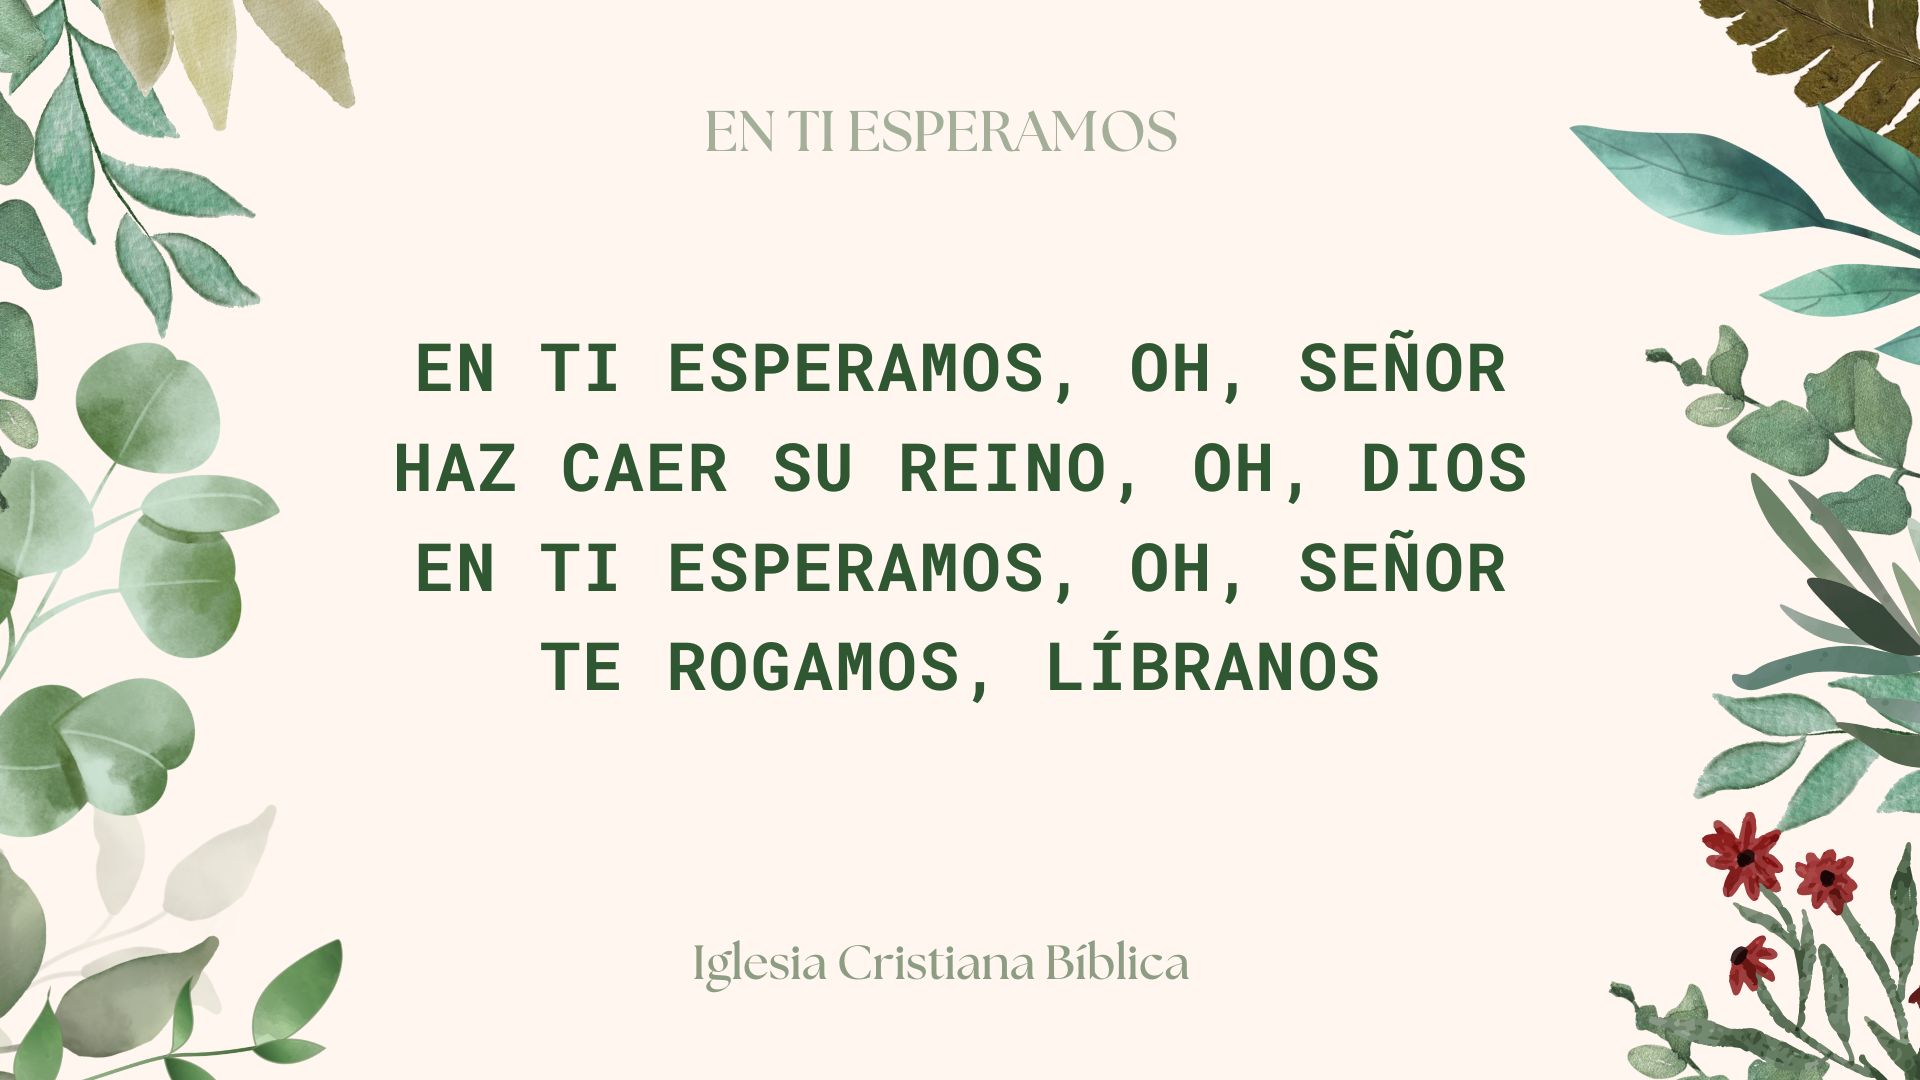 EN TI ESPERAMOS
EN TI ESPERAMOS, OH, SEÑOR
HAZ CAER SU REINO, OH, DIOS
EN TI ESPERAMOS, OH, SEÑOR
TE ROGAMOS, LÍBRANOS
Iglesia Cristiana Bíblica